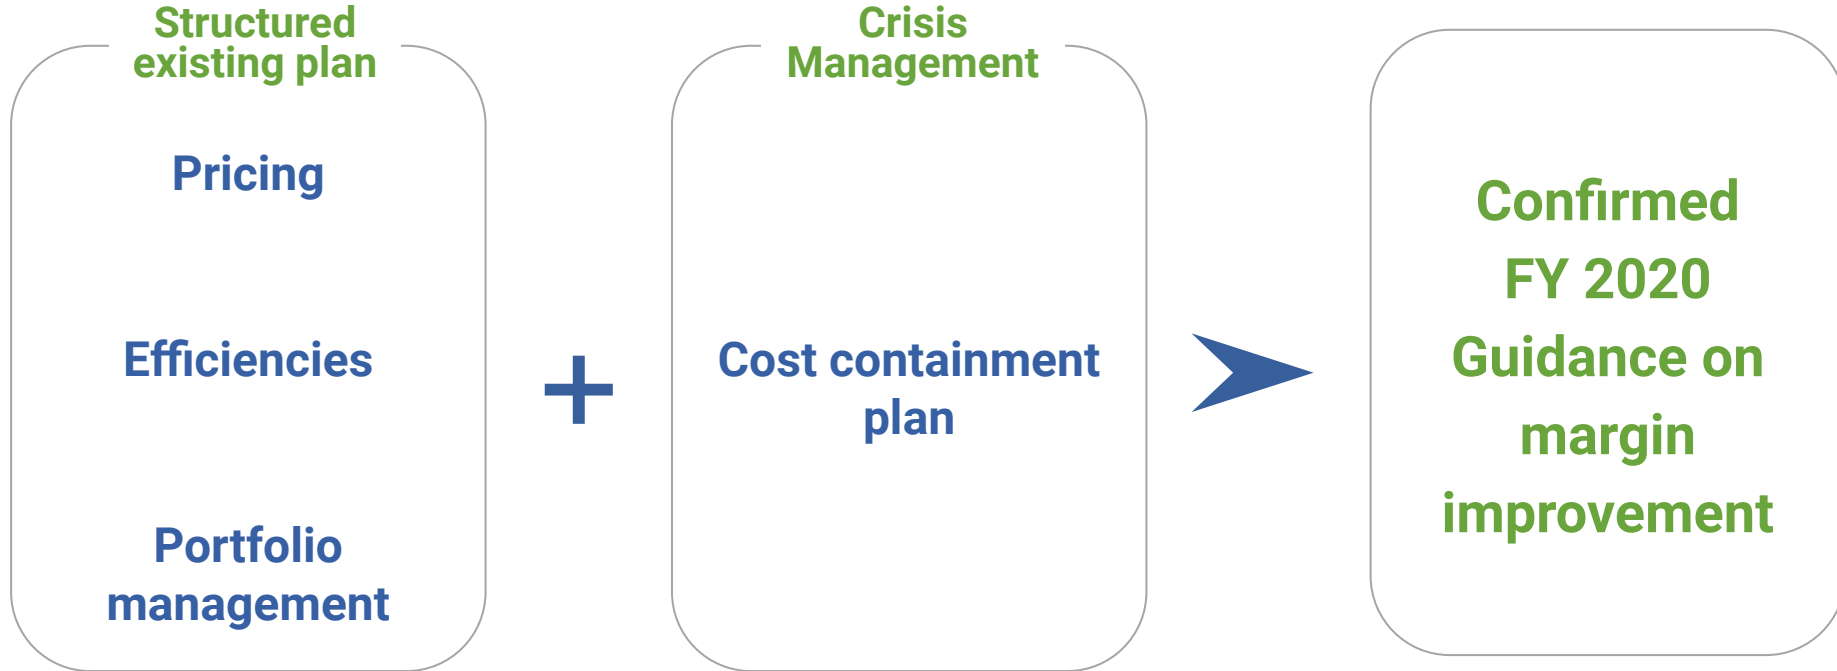 Structured
existing plan
Pricing
Efficiencies
Portfolio
management
+
Crisis
Management
Cost containment
plan
Confirmed
FY 2020
Guidance on
margin
improvement